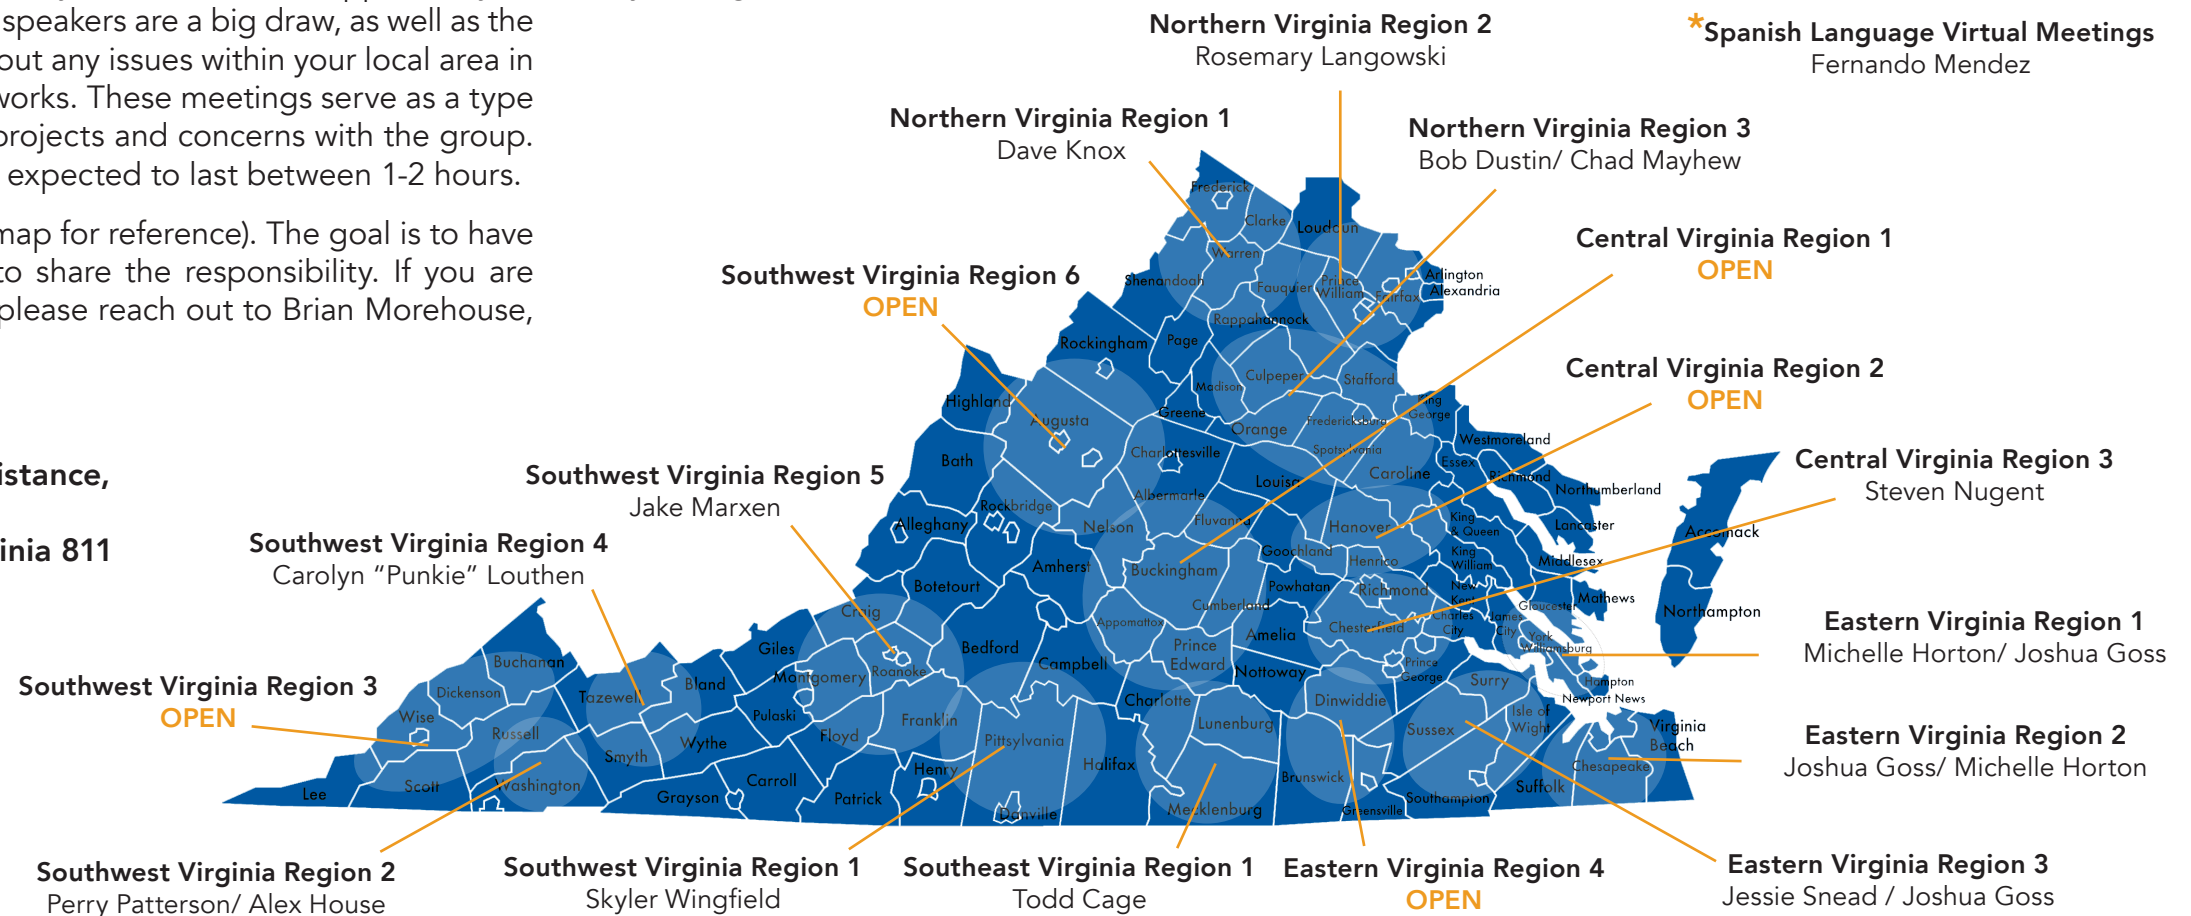 speakers are a big draw, as well as the
out any issues within your local area in
works. These meetings serve as a type
projects and concerns with the group.
expected to last between 1-2 hours.
map for reference). The goal is to have
to share the responsibility. If you are
please reach out to Brian Morehouse,
istance,
inia 811
Northern Virginia Region 2
Rosemary Langowski
*Spanish Language Virtual Meetings
Fernando Mendez
Northern Virginia Region 1
Dave Knox
Northern Virginia Region 3
Bob Dustin/ Chad Mayhew
Central Virginia Region 1
OPEN
Southwest Virginia Region 6
OPEN
Central Virginia Region 2
OPEN
Central Virginia Region 3
Steven Nugent
Southwest Virginia Region 5
Jake Marxen
Southwest Virginia Region 4
Carolyn “Punkie” Louthen
Eastern Virginia Region 1
Michelle Horton/ Joshua Goss
Southwest Virginia Region 3
OPEN
Eastern Virginia Region 2
Joshua Goss/ Michelle Horton
Southwest Virginia Region 2
Perry Patterson/ Alex House
Southwest Virginia Region 1
Skyler Wingfield
Southeast Virginia Region 1
Todd Cage
Eastern Virginia Region 4
OPEN
Eastern Virginia Region 3
Jessie Snead / Joshua Goss
Frederick
Clarke
Loudoun
Warren
Shenandoah
Fauquier
Prince
William
Fairfax
Arlington
Alexandria
Rappahannock
Rockingham
Page
Madison
Culpeper
Stafford
King
George
Highland
Augusta
Greene
Orange
Fredericksburg
Spotsylvania
Westmoreland
Bath
Charlottesville
Louisa
Caroline
Essex
Richmond
Northumberland
Rockbridge
Albermarle
Alleghany
Nelson
Fluvanna
Hanover
King
& Queen
Lancaster
Accomack
Goochland
Henrico
King
William
Middlesex
Amherst
Buckingham
Botetourt
Powhatan
Richmond
New
Kent
Mathews
Craig
Cumberland
Gloucester
Northampton
Appomattox
Chesterfield
Charles
City
James
City
York
Williamsburg
Giles
Bedford
Amelia
Prince
Edward
Buchanan
Campbell
Prince
George
Dickenson
Tazewell
Bland
Montgomery
Roanoke
Nottoway
Surry
Hampton
Newport News
Wise
Pulaski
Franklin
Charlotte
Lunenburg
Dinwiddie
Sussex
Isle of
Wight
Virginia
Beach
Russell
Smyth
Wythe
Floyd
Pittsylvania
Halifax
Brunswick
Chesapeake
Lee
Scott
Washington
Grayson
Carroll
Patrick
Henry
Danville
Mecklenburg
Greensville
Southampton
Suffolk